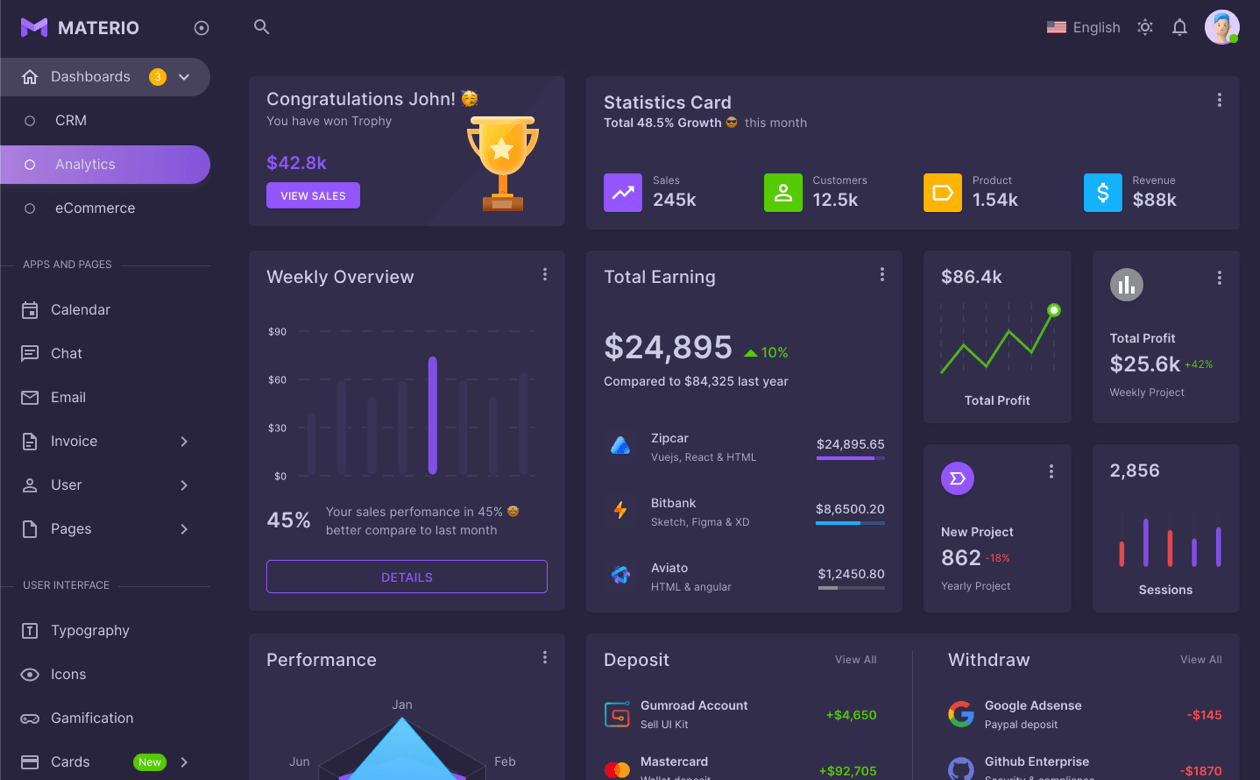 MATERIO
English
Dashboards 3
CRM
Analytics
eCommerce
APPS AND PAGES
Calendar
Chat
Email
Invoice
User
Pages
USER INTERFACE
Typography
Icons
Gamification
Cards New
Congratulations John! 🥳
You have won Trophy
$42.8k
VIEW SALES
Statistics Card
Total 48.5% Growth 😎 this month
Sales
245k
Customers
12.5k
Product
1.54k
Revenue
$88k
Weekly Overview
$90
$60
$30
$0
45%
Your sales perfomance in 45% 🤩
better compare to last month
DETAILS
Total Earning
$24,895 10%
Compared to $84,325 last year
Zipcar
Vuejs, React & HTML
$24,895.65
Bitbank
Sketch, Figma & XD
$8,6500.20
Aviato
HTML & angular
$1,2450.80
$86.4k
Total Profit
Total Profit
$25.6k +42%
Weekly Project
New Project
862 -18%
Yearly Project
2,856
Sessions
Performance
Jan
Jun
Feb
Deposit
View All
Gumroad Account
Sell UI Kit
+$4,650
Mastercard
Wallet deposit
+$92,705
Withdraw
View All
Google Adsense
Paypal deposit
-$145
Github Enterprise
Security & compliance
-$1870